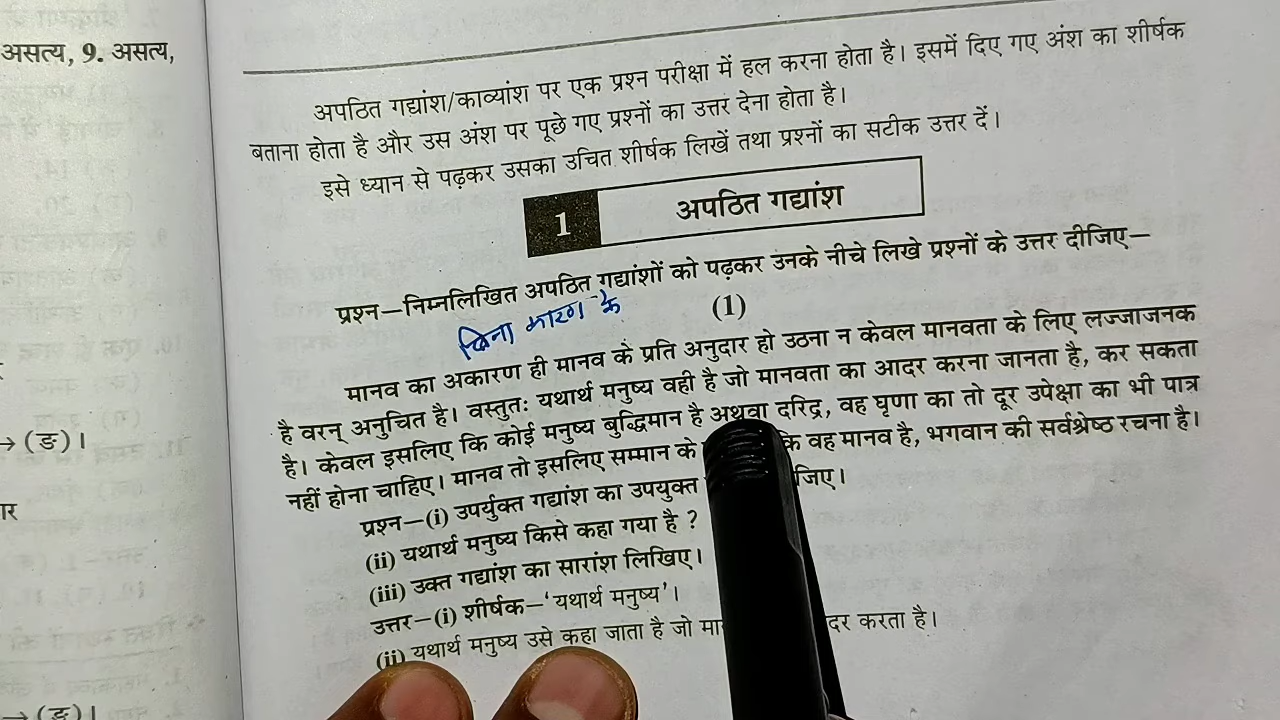 असत्य, 9. असत्य,
→ (ङ)।
ार
→ (ङ)।
अपठित गद्यांश/काव्यांश पर एक प्रश्न परीक्षा में हल करना होता है। इसमें दिए गए अंश का शीर्षक
बताना होता है और उस अंश पर पूछे गए प्रश्नों का उत्तर देना होता है।
इसे ध्यान से पढ़कर उसका उचित शीर्षक लिखें तथा प्रश्नों का सटीक उत्तर दें।
1 अपठित गद्यांश
प्रश्न—निम्नलिखित अपठित गद्यांशों को पढ़कर उनके नीचे लिखे प्रश्नों के उत्तर दीजिए—
बिना कारण के
(1)
मानव का अकारण ही मानव के प्रति अनुदार हो उठना न केवल मानवता के लिए लज्जाजनक
है वरन् अनुचित है। वस्तुतः यथार्थ मनुष्य वही है जो मानवता का आदर करना जानता है, कर सकता
है। केवल इसलिए कि कोई मनुष्य बुद्धिमान है अथवा दरिद्र, वह घृणा का तो दूर उपेक्षा का भी पात्र
नहीं होना चाहिए। मानव तो इसलिए सम्मान के कि वह मानव है, भगवान की सर्वश्रेष्ठ रचना है।
प्रश्न—(i) उपर्युक्त गद्यांश का उपयुक्त जिए।
(ii) यथार्थ मनुष्य किसे कहा गया है ?
(iii) उक्त गद्यांश का सारांश लिखिए।
उत्तर—(i) शीर्षक—‘यथार्थ मनुष्य’।
(ii) यथार्थ मनुष्य उसे कहा जाता है जो मा दर करता है।